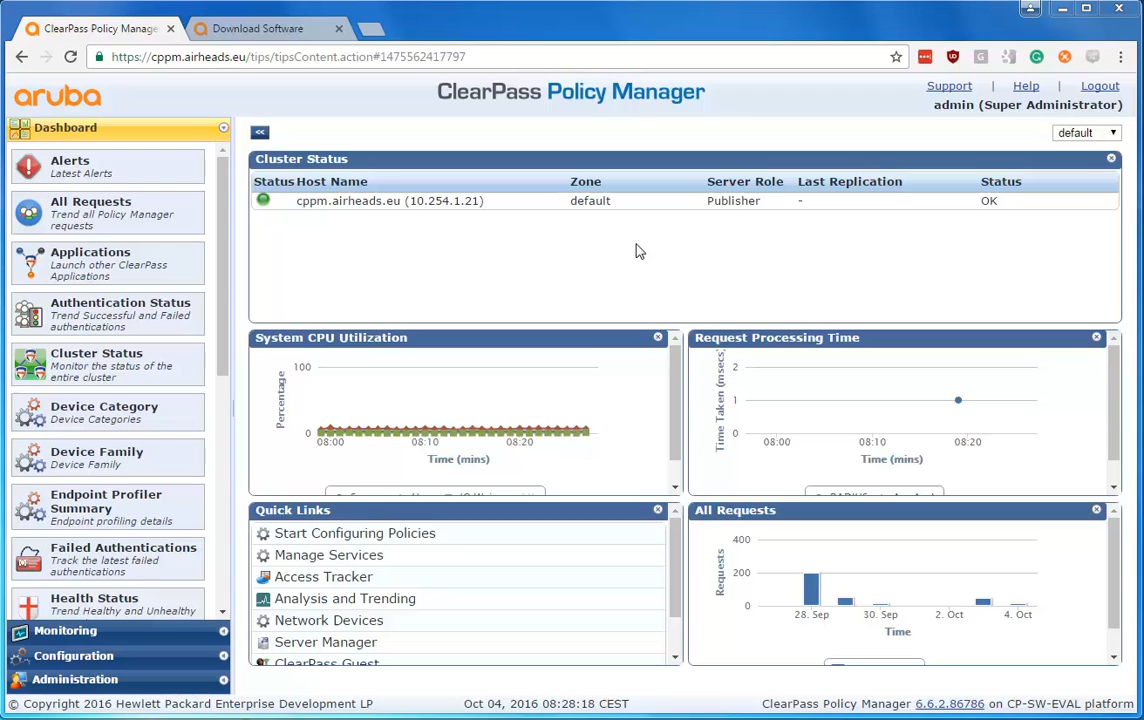 ClearPass Policy Manage
Download Software
https://cppm.airheads.eu/tips/tipsContent.action#1475562417797
aruba
ClearPass Policy Manager
Support | Help | Logout
admin (Super Administrator)
Dashboard
default
Alerts
Latest Alerts
All Requests
Trend all Policy Manager
requests
Applications
Launch other ClearPass
Applications
Authentication Status
Trend Successful and Failed
authentications
Cluster Status
Monitor the status of the
entire cluster
Device Category
Device Categories
Device Family
Device Family
Endpoint Profiler
Summary
Endpoint profiling details
Failed Authentications
Track the latest failed
authentications
Health Status
Trend Healthy and Unhealthy
Monitoring
Configuration
Administration
<<
Cluster Status
Status Host Name Zone Server Role Last Replication Status
cppm.airheads.eu (10.254.1.21) default Publisher - OK
System CPU Utilization
100
Percentage
0
08:00 08:10 08:20
Time (mins)
Request Processing Time
2
Time Taken (msecs)
1
0
08:00 08:10 08:20
Time (mins)
Quick Links
Start Configuring Policies
Manage Services
Access Tracker
Analysis and Trending
Network Devices
Server Manager
ClearPass Guest
All Requests
400
Requests
200
0
28. Sep 30. Sep 2. Oct 4. Oct
Time
© Copyright 2016 Hewlett Packard Enterprise Development LP
Oct 04, 2016 08:28:18 CEST
ClearPass Policy Manager 6.6.2.86786 on CP-SW-EVAL platform